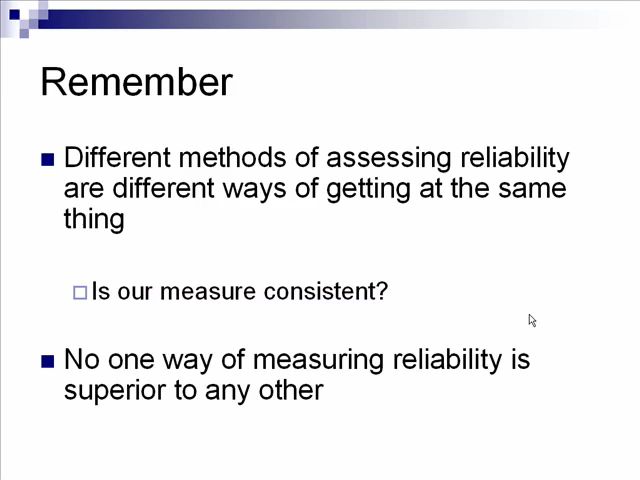 Remember
Different methods of assessing reliability
are different ways of getting at the same
thing
Is our measure consistent?
No one way of measuring reliability is
superior to any other